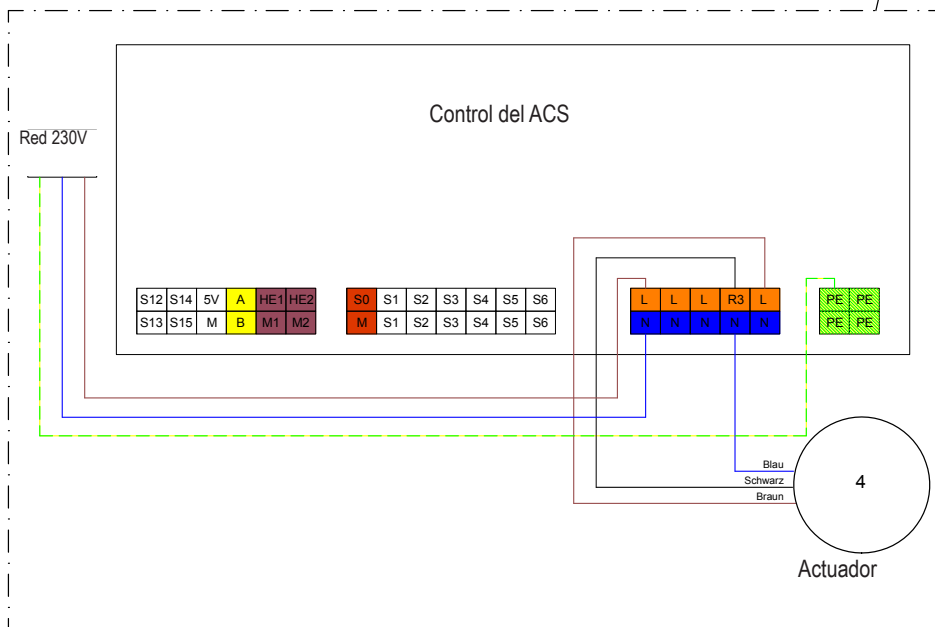 Control del ACS
Red 230V
S12 S14 5V A HE1 HE2
S13 S15 M B M1 M2
S0 S1 S2 S3 S4 S5 S6
M S1 S2 S3 S4 S5 S6
L L L R3 L
N N N N N
PE PE
PE PE
Blau
Schwarz
Braun
4
Actuador